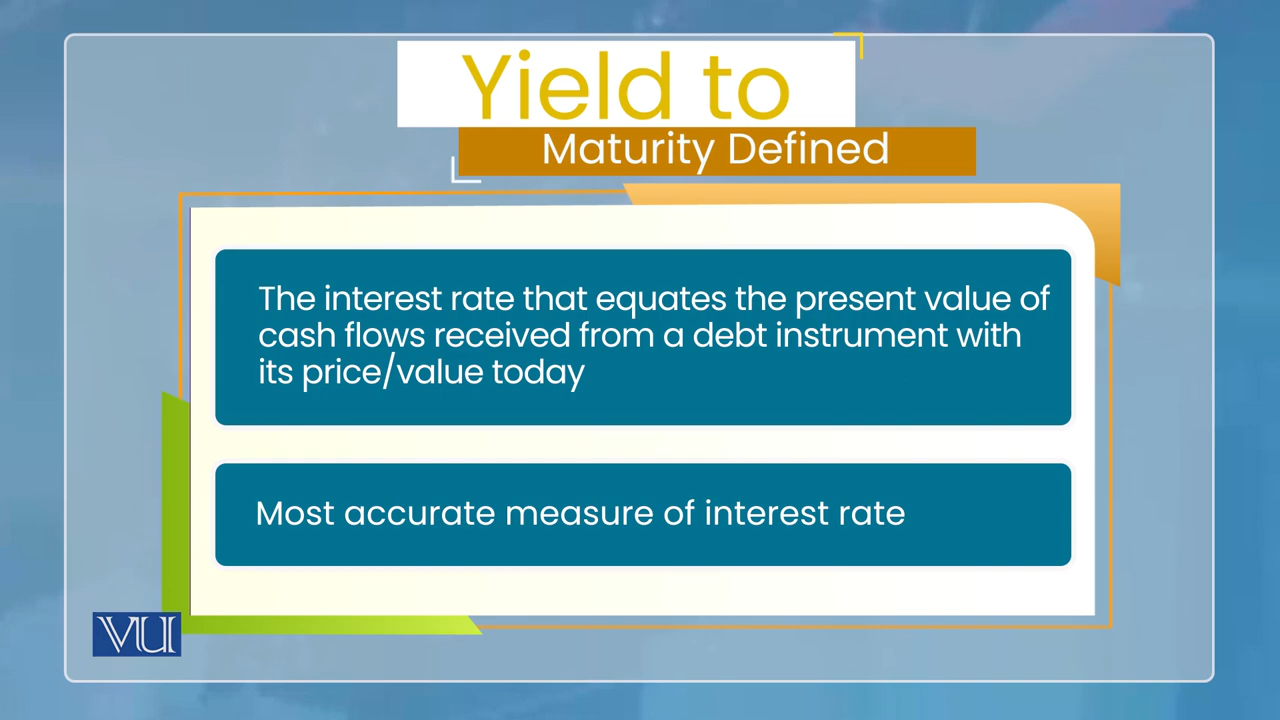 Yield to
Maturity Defined
The interest rate that equates the present value of
cash flows received from a debt instrument with
its price/value today
Most accurate measure of interest rate
VU